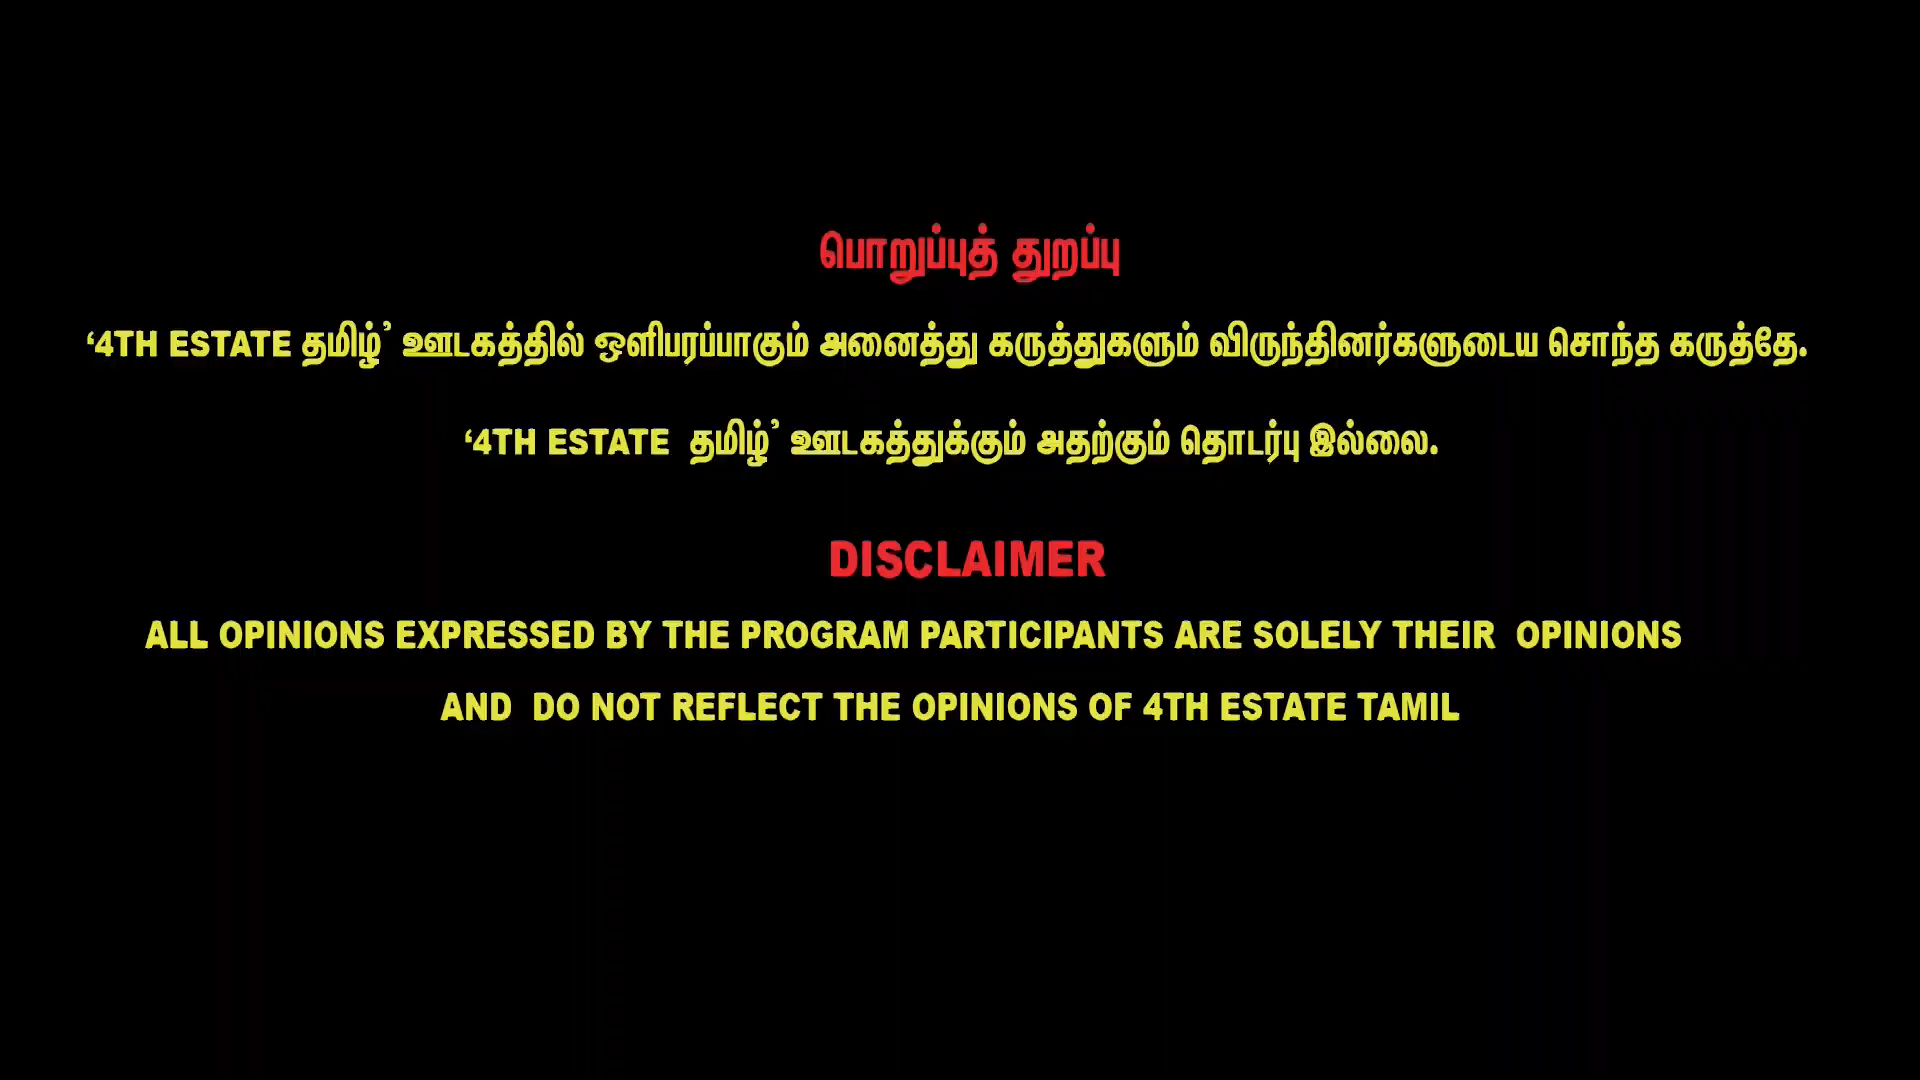 பொறுப்புத் துறப்பு
‘4TH ESTATE தமிழ்’ ஊடகத்தில் ஒளிபரப்பாகும் அனைத்து கருத்துகளும் விருந்தினர்களுடைய சொந்த கருத்தே.
‘4TH ESTATE தமிழ்’ ஊடகத்துக்கும் அதற்கும் தொடர்பு இல்லை.
DISCLAIMER
ALL OPINIONS EXPRESSED BY THE PROGRAM PARTICIPANTS ARE SOLELY THEIR OPINIONS
AND DO NOT REFLECT THE OPINIONS OF 4TH ESTATE TAMIL